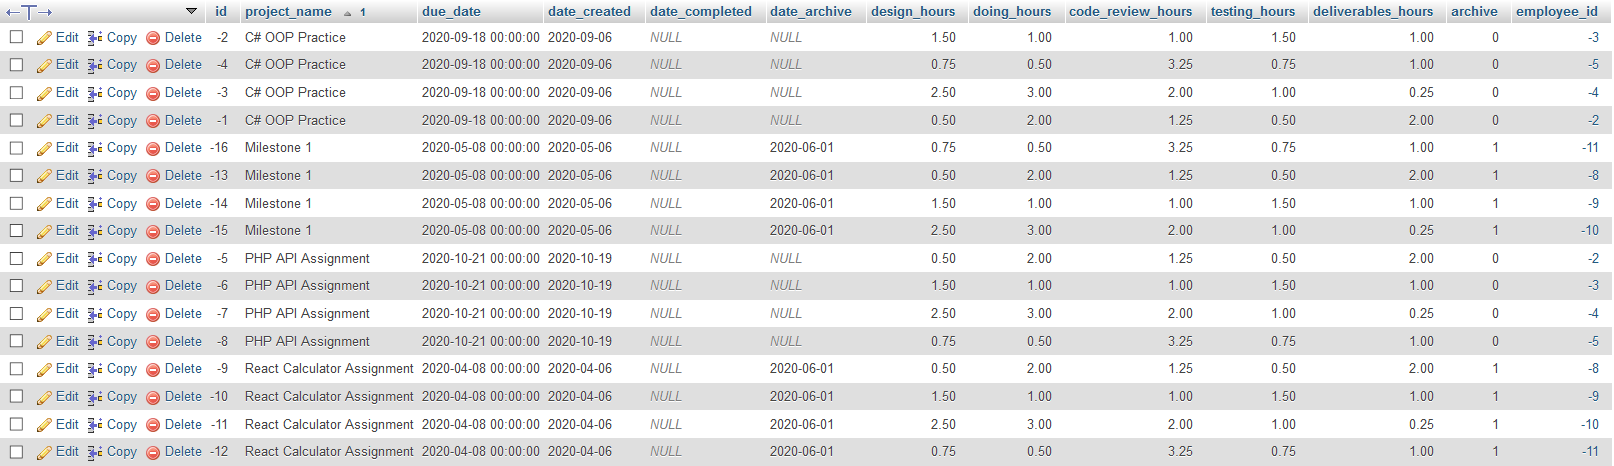 id project_name 1 due_date date_created date_completed date_archive design_hours doing_hours code_review_hours testing_hours deliverables_hours archive employee_id
Edit Copy Delete -2 C# OOP Practice 2020-09-18 00:00:00 2020-09-06 NULL NULL 1.50 1.00 1.00 1.50 1.00 0 -3
Edit Copy Delete -4 C# OOP Practice 2020-09-18 00:00:00 2020-09-06 NULL NULL 0.75 0.50 3.25 0.75 1.00 0 -5
Edit Copy Delete -3 C# OOP Practice 2020-09-18 00:00:00 2020-09-06 NULL NULL 2.50 3.00 2.00 1.00 0.25 0 -4
Edit Copy Delete -1 C# OOP Practice 2020-09-18 00:00:00 2020-09-06 NULL NULL 0.50 2.00 1.25 0.50 2.00 0 -2
Edit Copy Delete -16 Milestone 1 2020-05-08 00:00:00 2020-05-06 NULL 2020-06-01 0.75 0.50 3.25 0.75 1.00 1 -11
Edit Copy Delete -13 Milestone 1 2020-05-08 00:00:00 2020-05-06 NULL 2020-06-01 0.50 2.00 1.25 0.50 2.00 1 -8
Edit Copy Delete -14 Milestone 1 2020-05-08 00:00:00 2020-05-06 NULL 2020-06-01 1.50 1.00 1.00 1.50 1.00 1 -9
Edit Copy Delete -15 Milestone 1 2020-05-08 00:00:00 2020-05-06 NULL 2020-06-01 2.50 3.00 2.00 1.00 0.25 1 -10
Edit Copy Delete -5 PHP API Assignment 2020-10-21 00:00:00 2020-10-19 NULL NULL 0.50 2.00 1.25 0.50 2.00 0 -2
Edit Copy Delete -6 PHP API Assignment 2020-10-21 00:00:00 2020-10-19 NULL NULL 1.50 1.00 1.00 1.50 1.00 0 -3
Edit Copy Delete -7 PHP API Assignment 2020-10-21 00:00:00 2020-10-19 NULL NULL 2.50 3.00 2.00 1.00 0.25 0 -4
Edit Copy Delete -8 PHP API Assignment 2020-10-21 00:00:00 2020-10-19 NULL NULL 0.75 0.50 3.25 0.75 1.00 0 -5
Edit Copy Delete -9 React Calculator Assignment 2020-04-08 00:00:00 2020-04-06 NULL 2020-06-01 0.50 2.00 1.25 0.50 2.00 1 -8
Edit Copy Delete -10 React Calculator Assignment 2020-04-08 00:00:00 2020-04-06 NULL 2020-06-01 1.50 1.00 1.00 1.50 1.00 1 -9
Edit Copy Delete -11 React Calculator Assignment 2020-04-08 00:00:00 2020-04-06 NULL 2020-06-01 2.50 3.00 2.00 1.00 0.25 1 -10
Edit Copy Delete -12 React Calculator Assignment 2020-04-08 00:00:00 2020-04-06 NULL 2020-06-01 0.75 0.50 3.25 0.75 1.00 1 -11